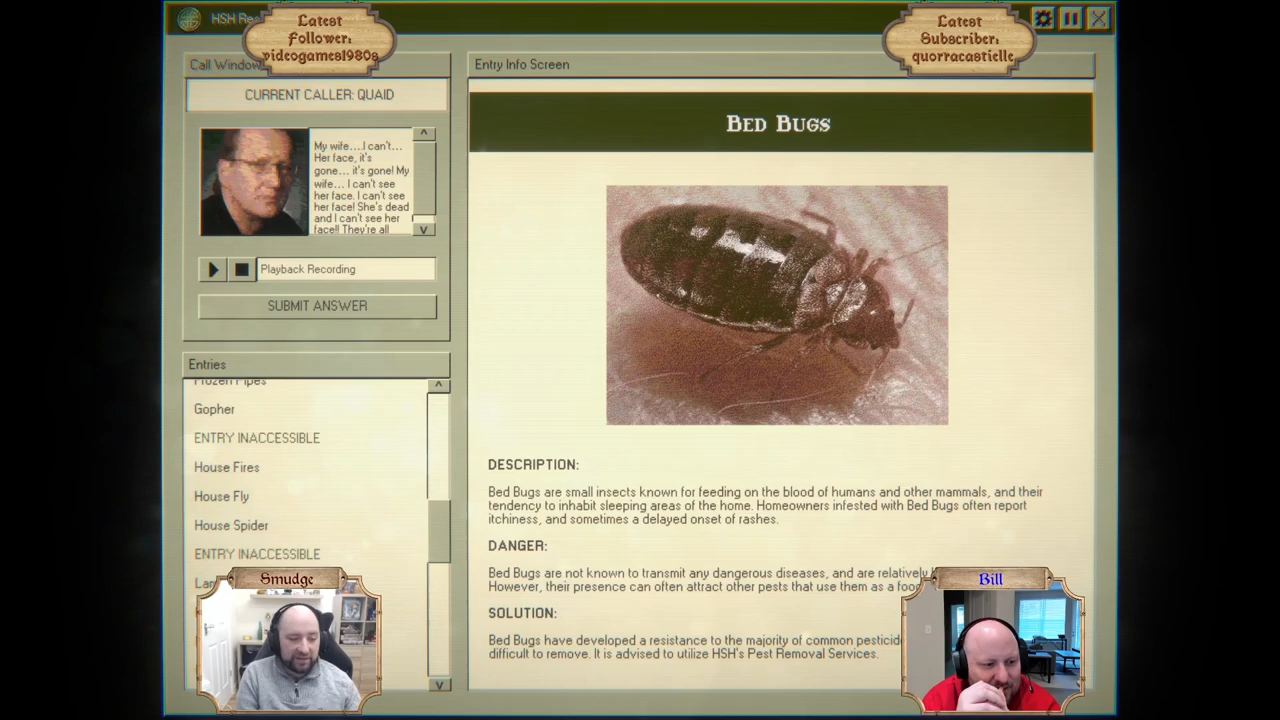 HSH
Latest
Follower:
videogames1980s
Latest
Subscriber:
quorracastielle
Call Window
Entry Info Screen
CURRENT CALLER: QUAID
My wife....I can't...
Her face, it's
gone... it's gone! My
wife... I can't see
her face. I can't see
her face! She's dead
and I can't see her
face!! They're all
Playback Recording
SUBMIT ANSWER
Entries
Frozen Pipes
Gopher
ENTRY INACCESSIBLE
House Fires
House Fly
House Spider
ENTRY INACCESSIBLE
Bed Bugs
DESCRIPTION:
Bed Bugs are small insects known for feeding on the blood of humans and other mammals, and their
tendency to inhabit sleeping areas of the home. Homeowners infested with Bed Bugs often report
itchiness, and sometimes a delayed onset of rashes.
DANGER:
Bed Bugs are not known to transmit any dangerous diseases, and are relatively
However, their presence can often attract other pests that use them as a
SOLUTION:
Bed Bugs have developed a resistance to the majority of common
difficult to remove. It is advised to utilize HSH's Pest Removal Services.
Smudge
Bill